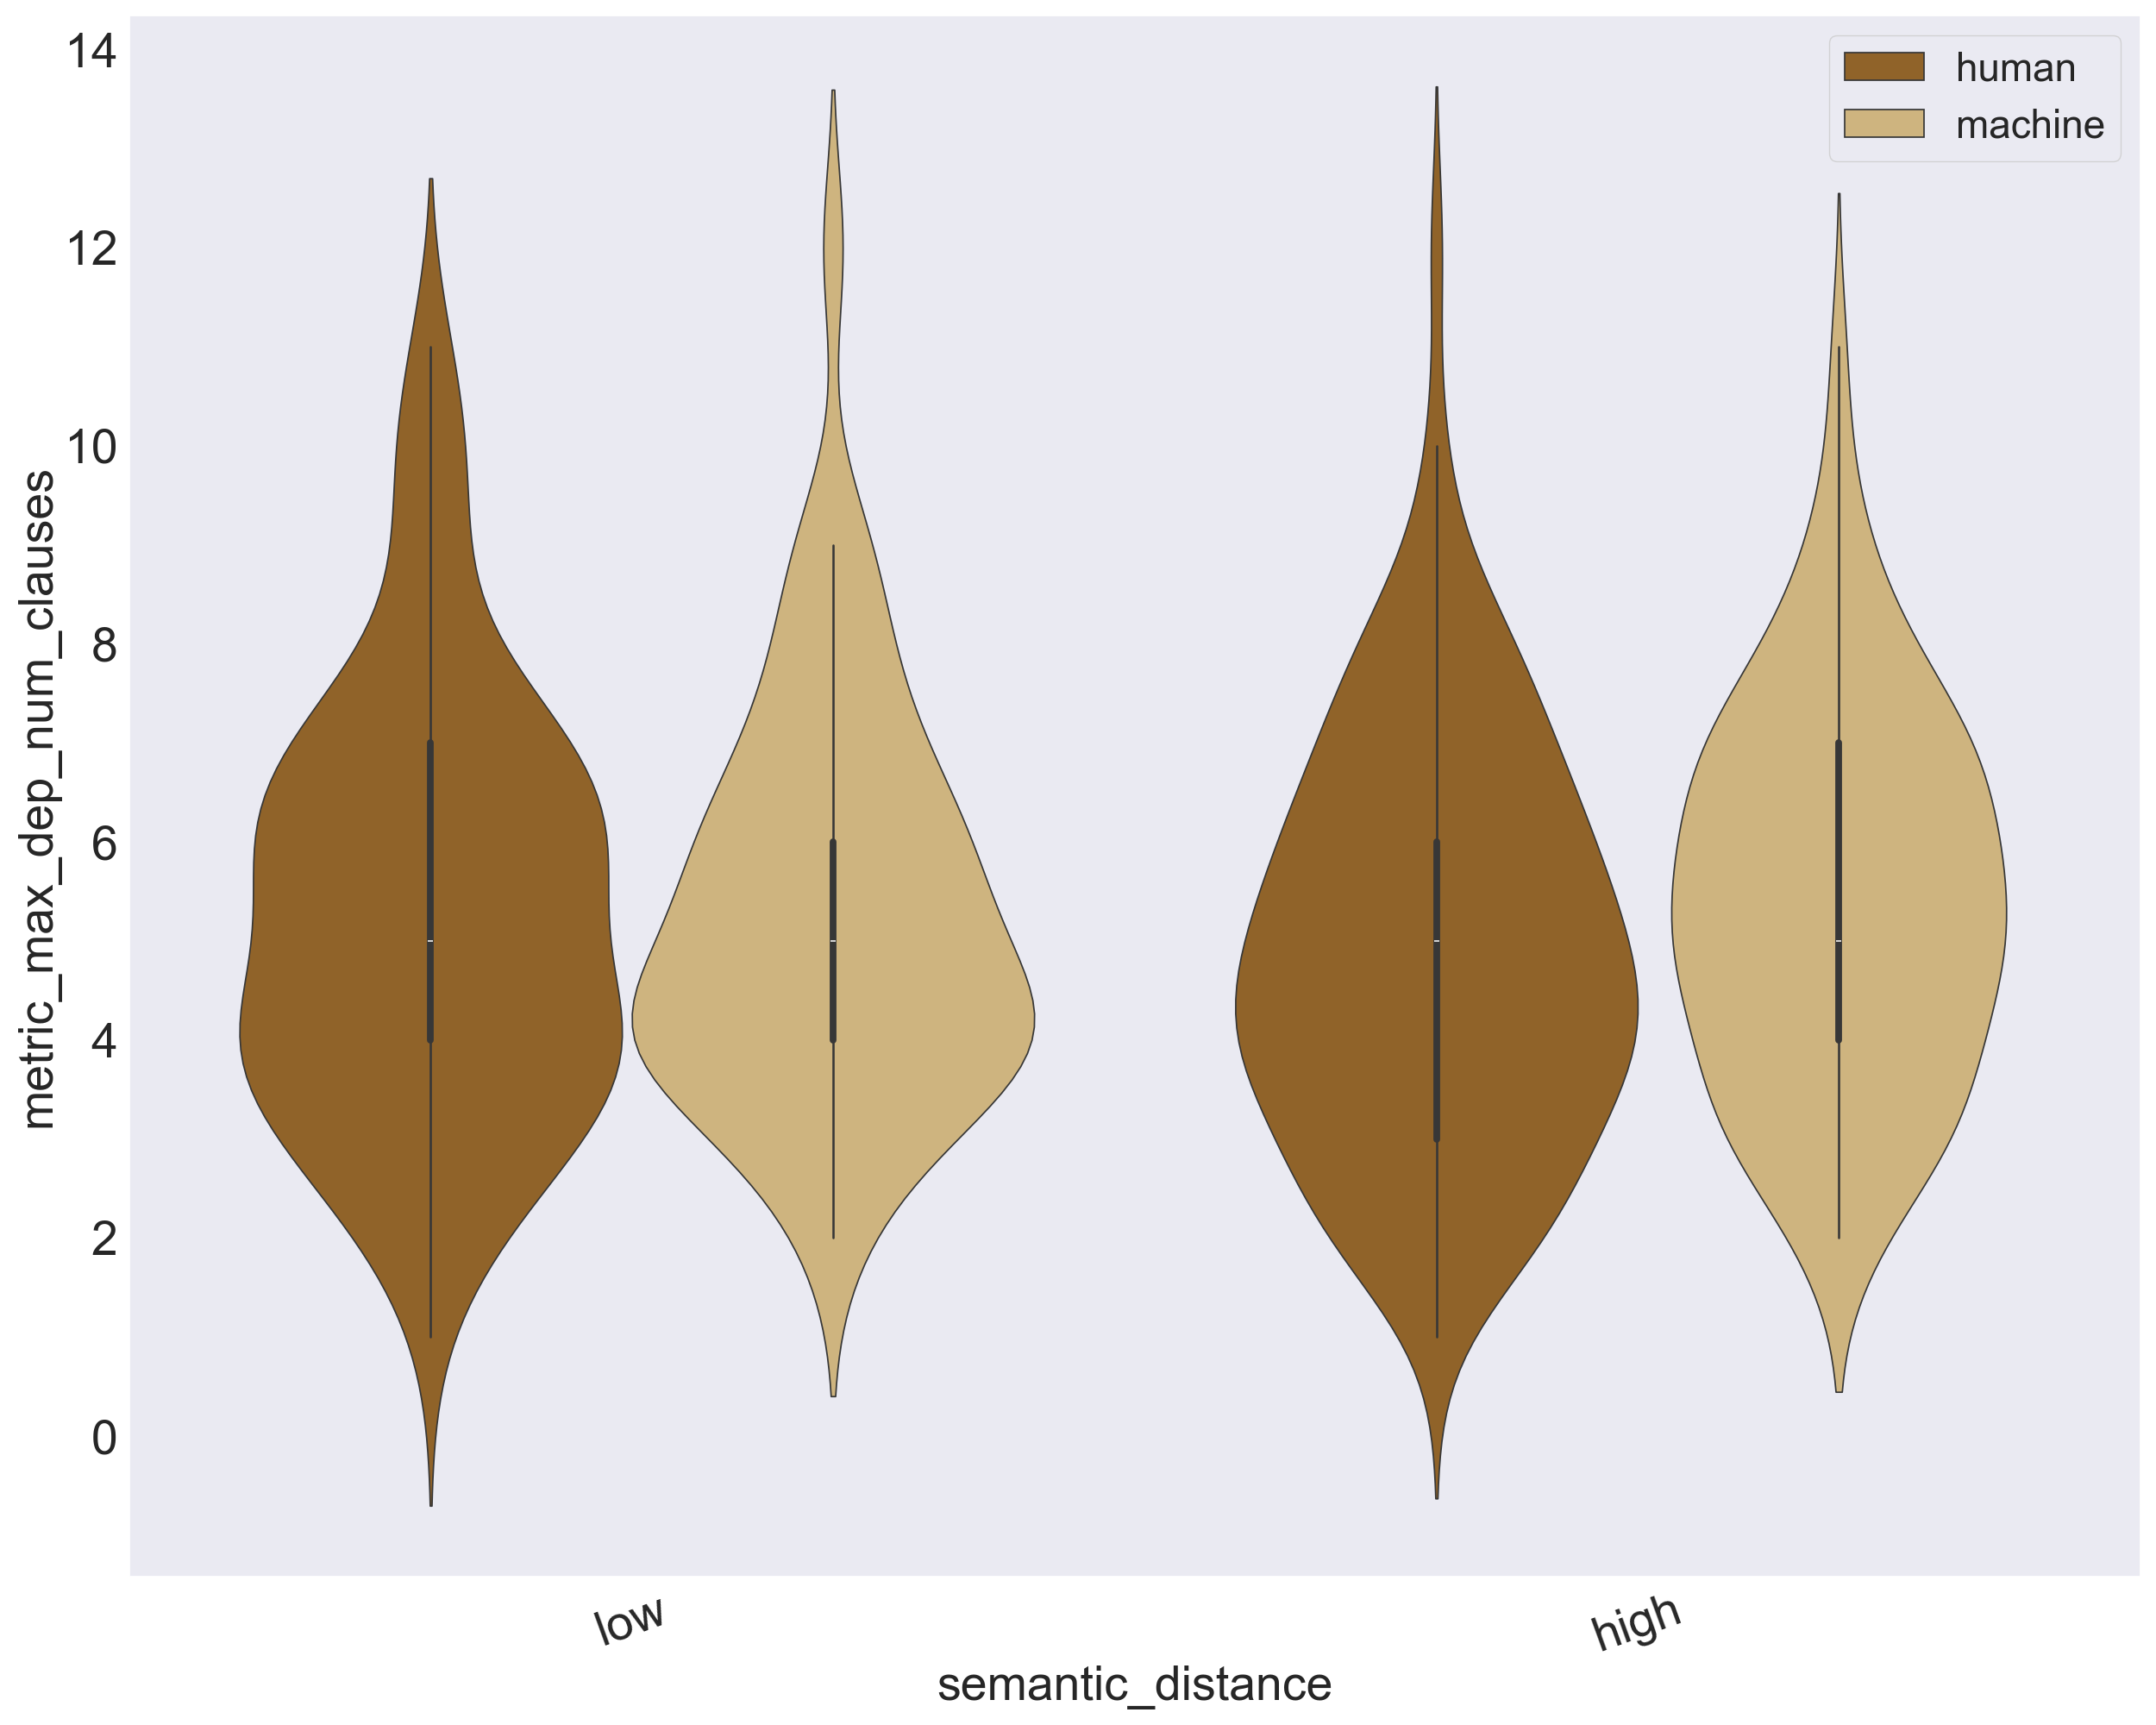 metric_max_dep_num_clauses
14
12
10
8
6
4
2
0
human
machine
low
high
semantic_distance